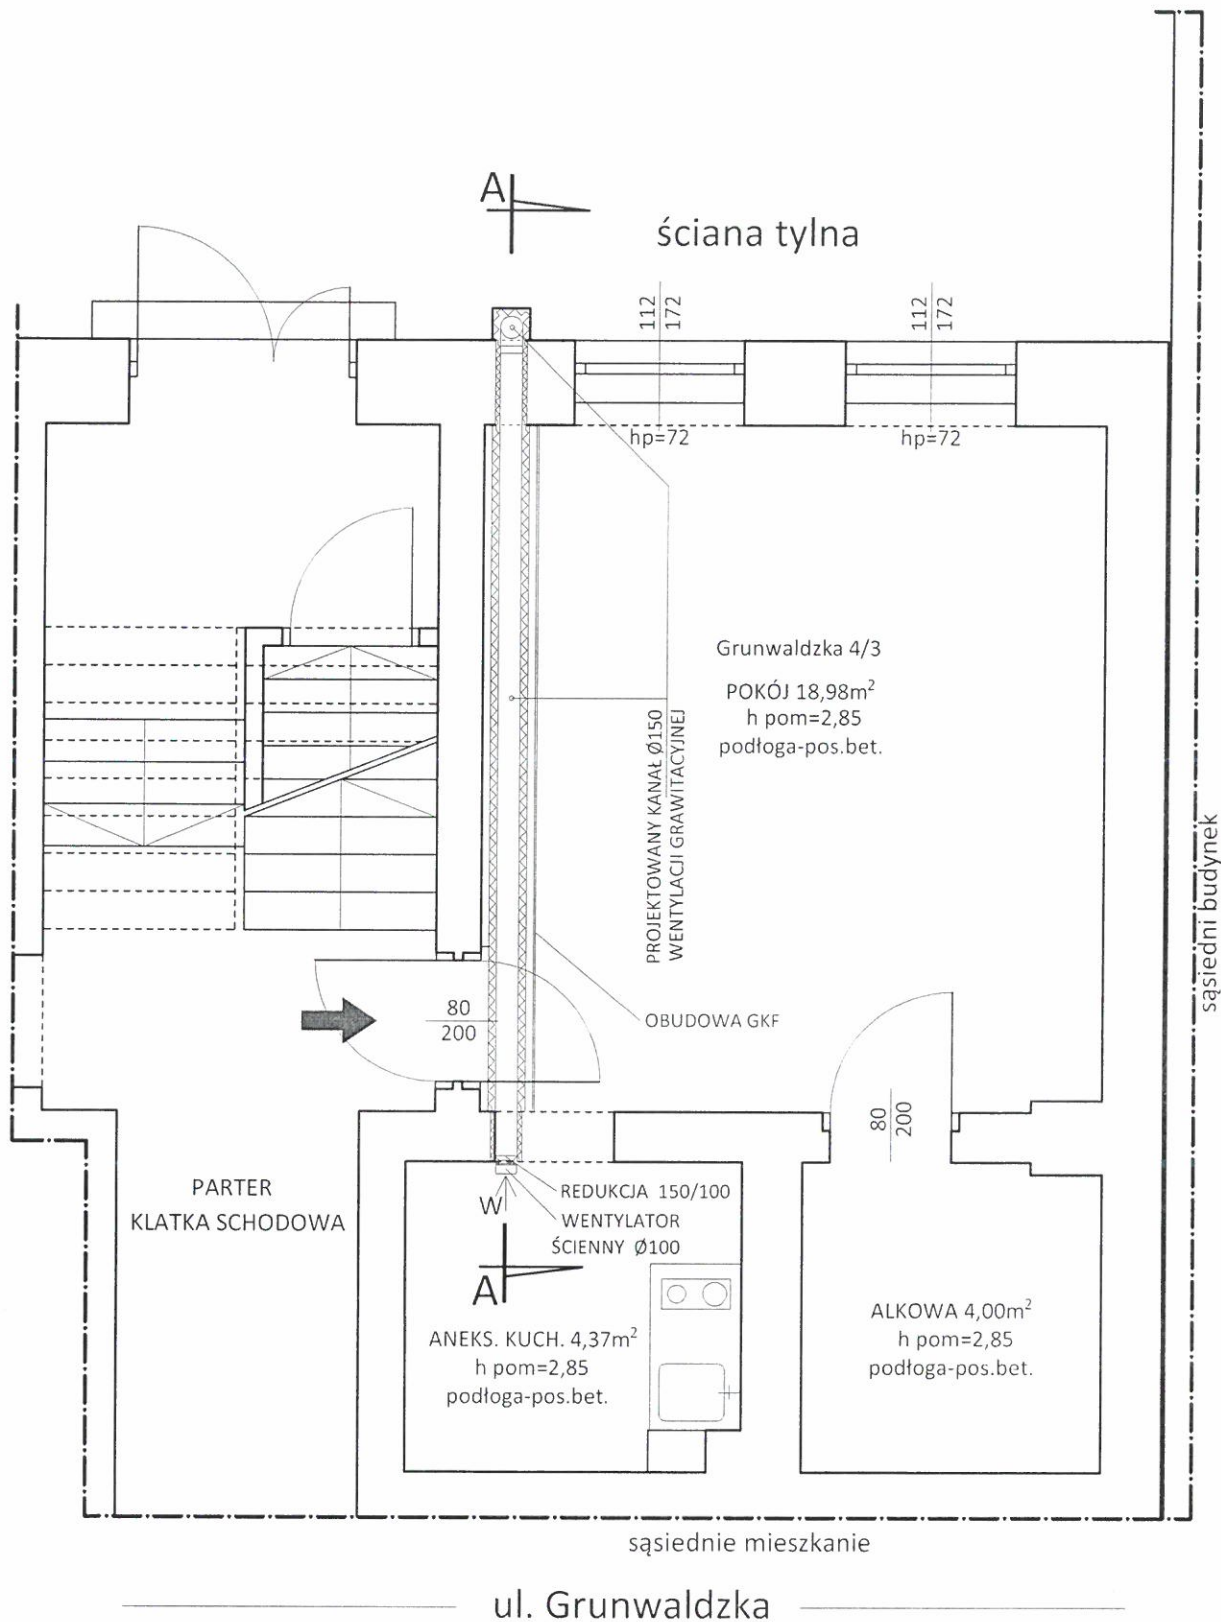 A
ściana tylna
112
172
112
172
hp=72
hp=72
Grunwaldzka 4/3
POKÓJ 18,98m²
h pom=2,85
podłoga-pos.bet.
PROJEKTOWANY KANAŁ Ø150
WENTYLACJI GRAWITACYJNEJ
sąsiedni budynek
80
200
OBUDOWA GKF
80
200
PARTER
KLATKA SCHODOWA
W
REDUKCJA 150/100
WENTYLATOR
ŚCIENNY Ø100
A
ANEKS. KUCH. 4,37m²
h pom=2,85
podłoga-pos.bet.
ALKOWA 4,00m²
h pom=2,85
podłoga-pos.bet.
sąsiednie mieszkanie
ul. Grunwaldzka